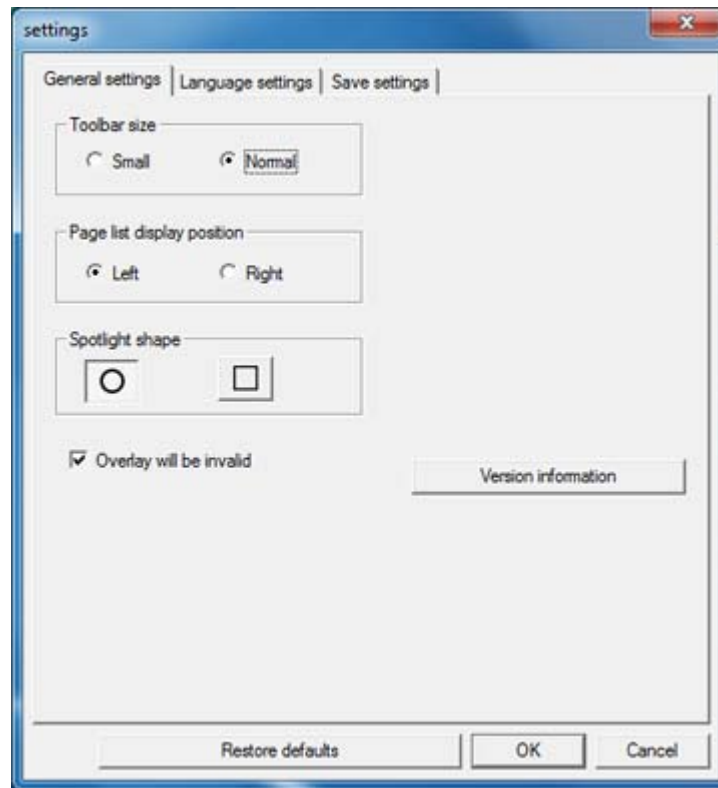 settings
General settings Language settings Save settings
Toolbar size
Small Normal
Page list display position
Left Right
Spotlight shape
Overlay will be invalid
Version information
Restore defaults OK Cancel